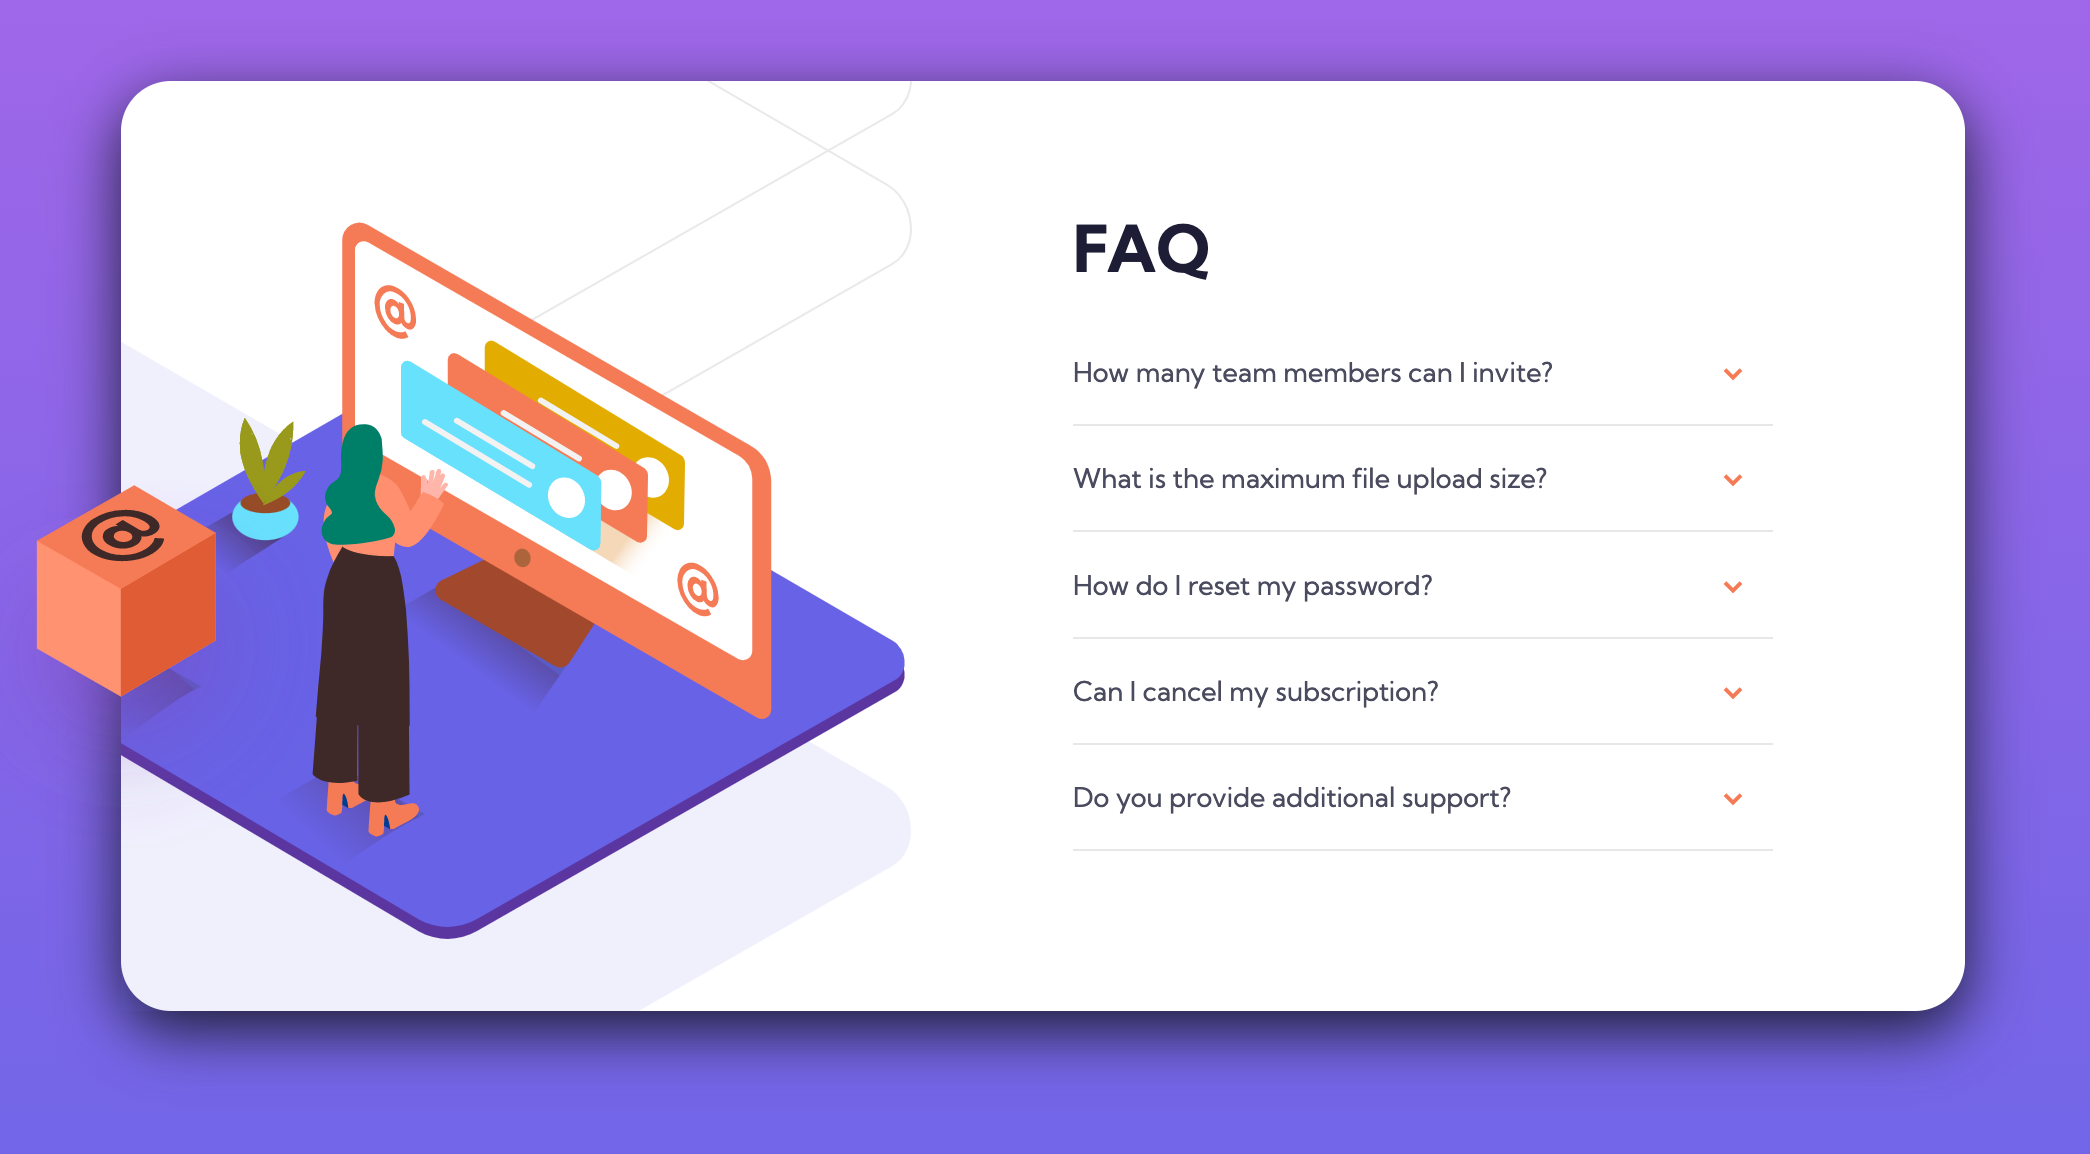 @
@
@
FAQ
How many team members can I invite?
What is the maximum file upload size?
How do I reset my password?
Can I cancel my subscription?
Do you provide additional support?